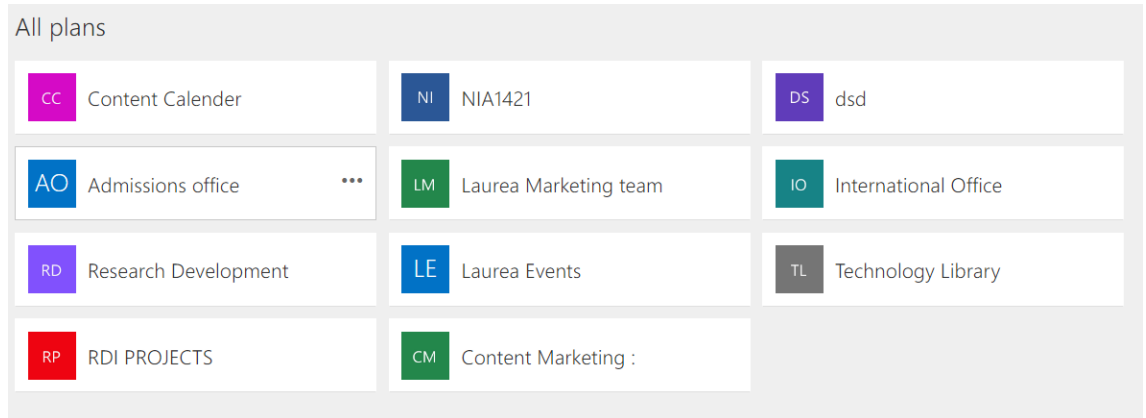 All plans
CC Content Calender
NI NIA1421
DS dsd
AO Admissions office •••
LM Laurea Marketing team
IO International Office
RD Research Development
LE Laurea Events
TL Technology Library
RP RDI PROJECTS
CM Content Marketing :